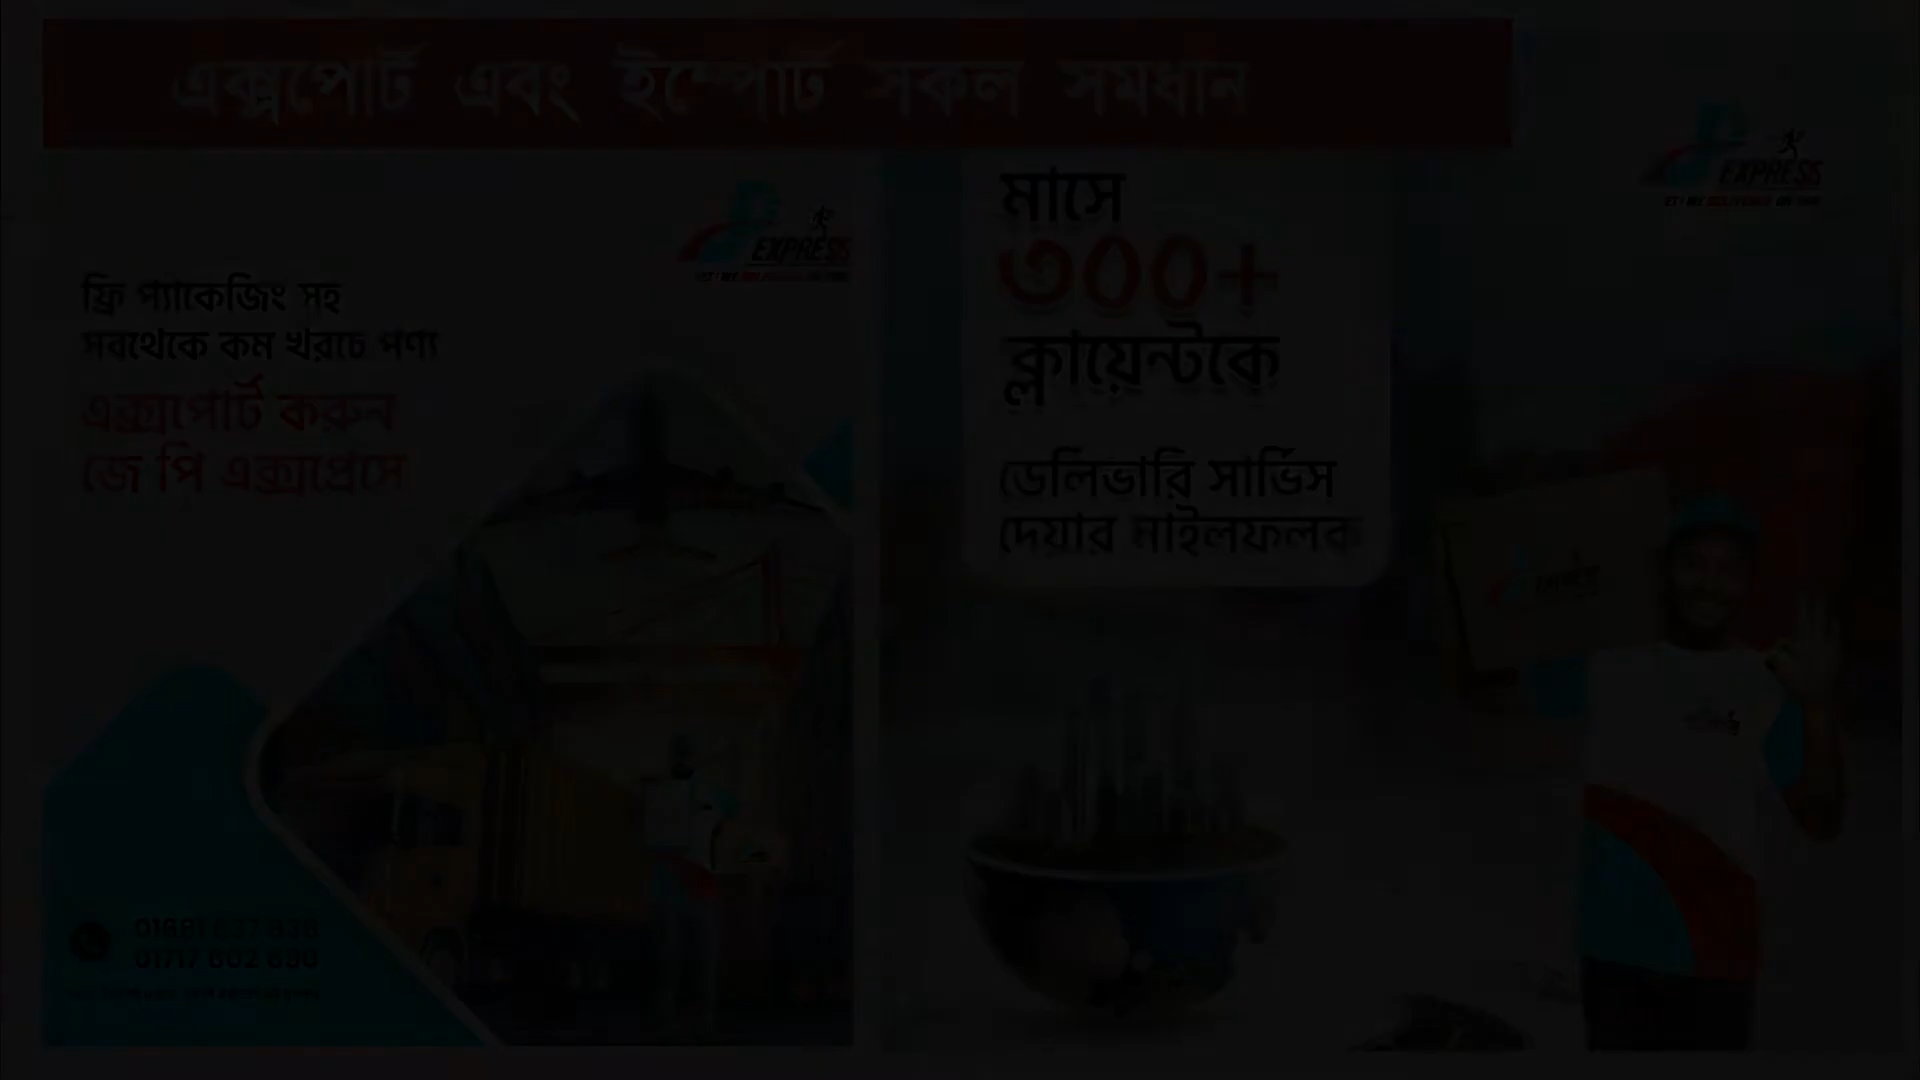 এক্সপোর্ট এবং ইম্পোর্ট সকল সমধান
EXPRESS
ফ্রি প্যাকেজিং সহ
সবথেকে কম খরচে পণ্য
এক্সপোর্ট করুন
জে পি এক্সপ্রেসে
মাসে
৩০০+
ক্লায়েন্টকে
ডেলিভারি সার্ভিস
দেয়ার মাইলফলক
EXPRESS